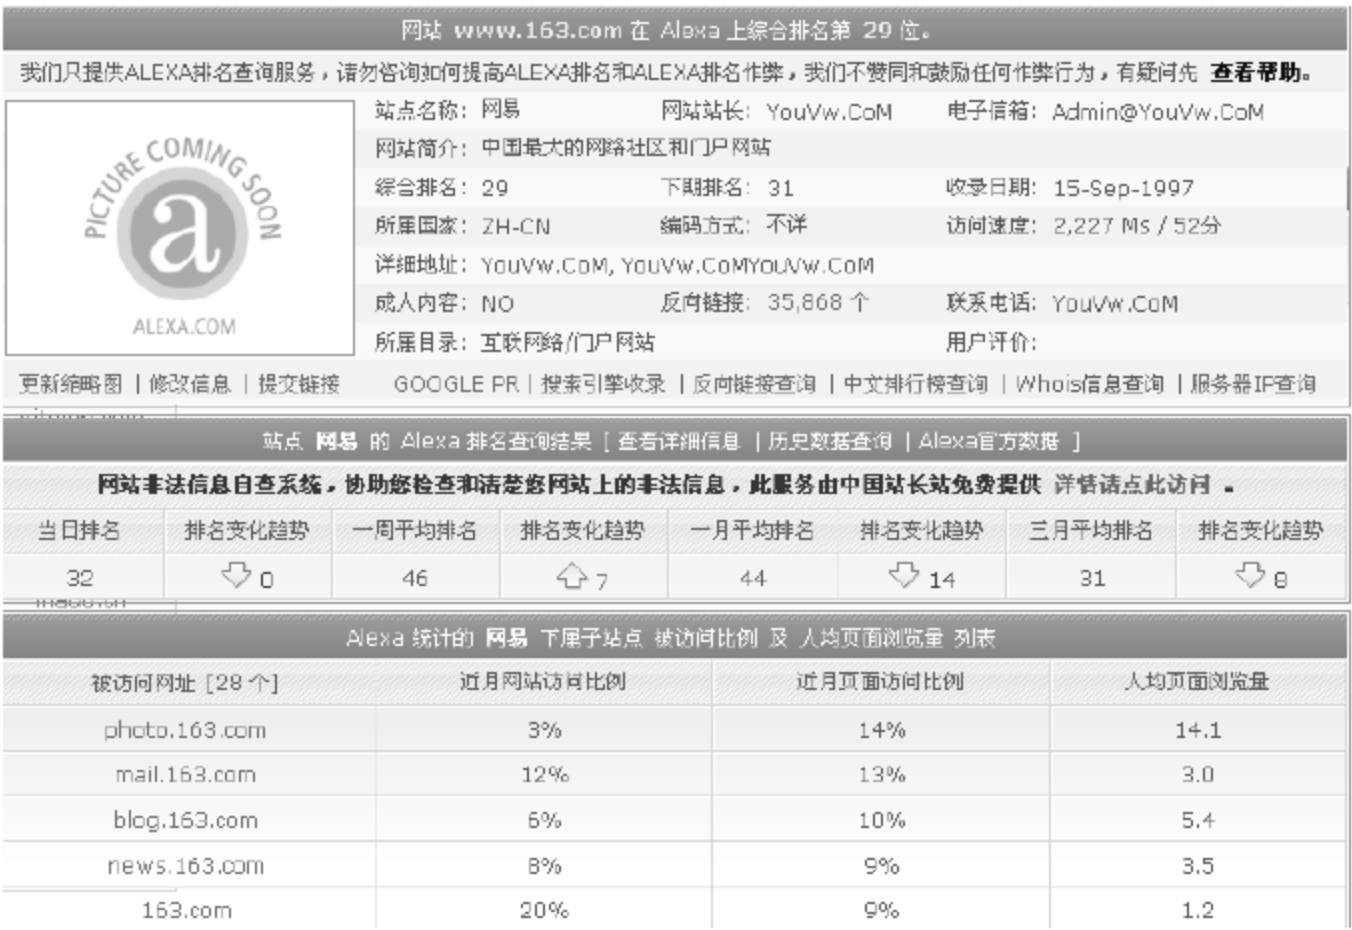 网站 www.163.com 在 Alexa 上综合排名第 29 位。
我们只提供ALEXA排名查询服务，请勿咨询如何提高ALEXA排名和ALEXA排名作弊，我们不赞同和鼓励任何作弊行为，有疑问先 查看帮助。
PICTURE COMING SOON
a
ALEXA.COM
站点名称： 网易 网站站长： YouVw.CoM 电子信箱： Admin@YouVw.CoM
网站简介： 中国最大的网络社区和门户网站
综合排名： 29 下期排名： 31 收录日期： 15-Sep-1997
所属国家： ZH-CN 编码方式： 不详 访问速度： 2,227 Ms / 52分
详细地址： YouVw.CoM, YouVw.CoMYouVw.CoM
成人内容： NO 反向链接： 35,868 个 联系电话： YouVw.CoM
所属目录： 互联网络/门户网站 用户评价：
更新缩略图 | 修改信息 | 提交链接 GOOGLE PR | 搜索引擎收录 | 反向链接查询 | 中文排行榜查询 | Whois信息查询 | 服务器IP查询
站点 网易 的 Alexa 排名查询结果 [ 查看详细信息 | 历史数据查询 | Alexa官方数据 ]
网站非法信息自查系统，协助您检查和清楚您网站上的非法信息，此服务由中国站长站免费提供 详情请点此访问 。
当日排名 排名变化趋势 一周平均排名 排名变化趋势 一月平均排名 排名变化趋势 三月平均排名 排名变化趋势
32 0 46 7 44 14 31 8
Alexa 统计的 网易 下属子站点 被访问比例 及 人均页面浏览量 列表
被访问网址 [28 个] 近月网站访问比例 近月页面访问比例 人均页面浏览量
photo.163.com 3% 14% 14.1
mail.163.com 12% 13% 3.0
blog.163.com 6% 10% 5.4
news.163.com 8% 9% 3.5
163.com 20% 9% 1.2